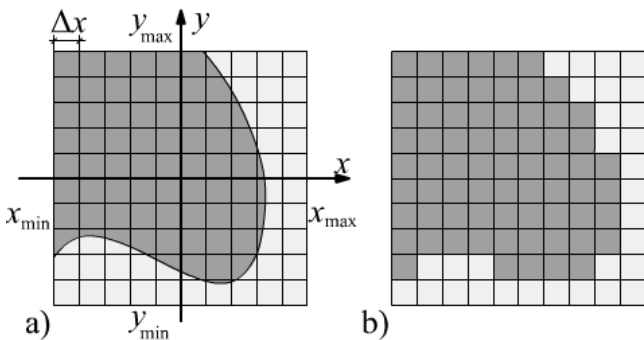 Δx
y_max
y
x
x_min
x_max
y_min
a)
b)